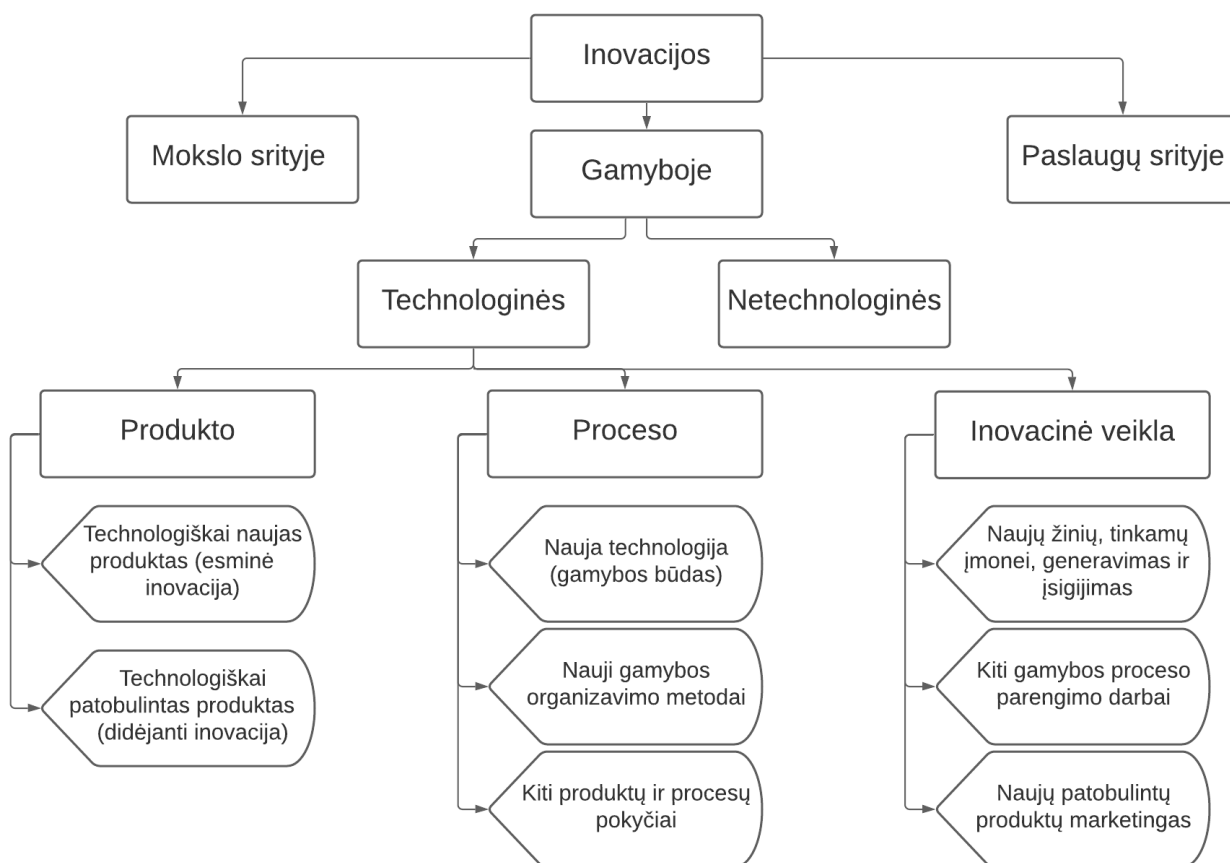 Inovacijos
Mokslo srityje
Gamyboje
Paslaugų srityje
Technologinės
Netechnologinės
Produkto
Proceso
Inovacinė veikla
Technologiškai naujas
produktas (esminė
inovacija)
Technologiškai
patobulintas produktas
(didėjanti inovacija)
Nauja technologija
(gamybos būdas)
Nauji gamybos
organizavimo metodai
Kiti produktų ir procesų
pokyčiai
Naujų žinių, tinkamų
įmonei, generavimas ir
įsigijimas
Kiti gamybos proceso
parengimo darbai
Naujų patobulintų
produktų marketingas